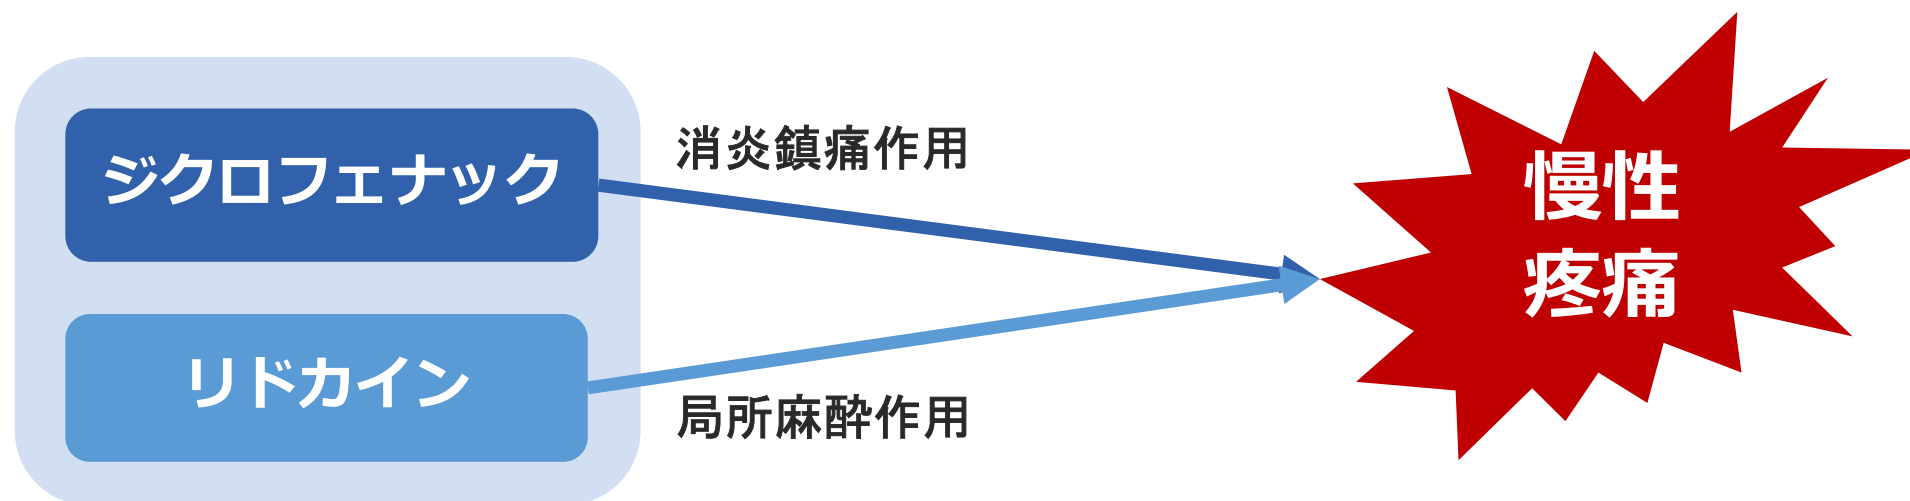 ジクロフェナック
消炎鎮痛作用
リドカイン
局所麻酔作用
慢性
疼痛